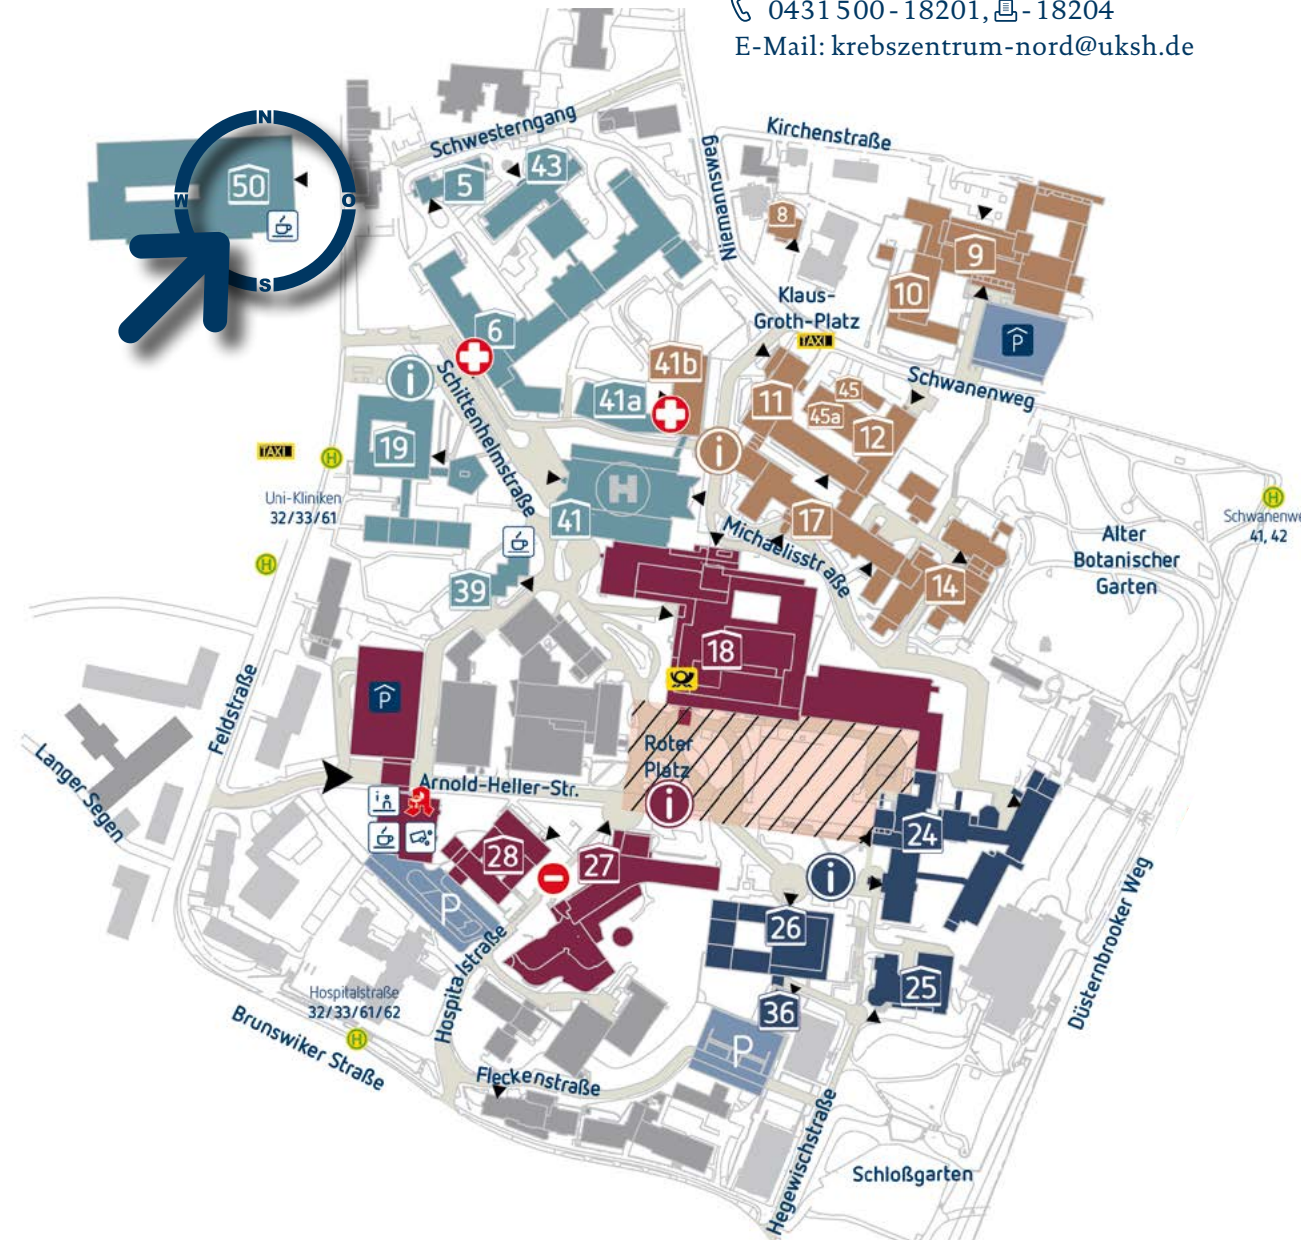 0431 500 - 18201, - 18204
E-Mail: krebszentrum-nord@uksh.de
Schwesterngang
Kirchenstraße
Niemannsweg
N
W
O
S
50
5
43
8
9
10
Klaus-
Groth-Platz
TAXI
P
6
41b
41a
Schittenhelmstraße
Schwanenweg
i
11
45
45a
12
i
19
TAXI
H
H
Uni-Kliniken
32/33/61
41
17
Michaelisstraße
H
Schwanenwe
41, 42
Alter
Botanischer
Garten
H
39
14
18
Feldstraße
P
Langer Segen
Roter
Platz
i
Arnold-Heller-Str.
i
24
28
27
i
P
26
25
Hospitalstraße
Düsternbrooker Weg
Hospitalstraße
32/33/61/62
H
36
P
Brunswiker Straße
Fleckenstraße
Hegewischstraße
Schloßgarten